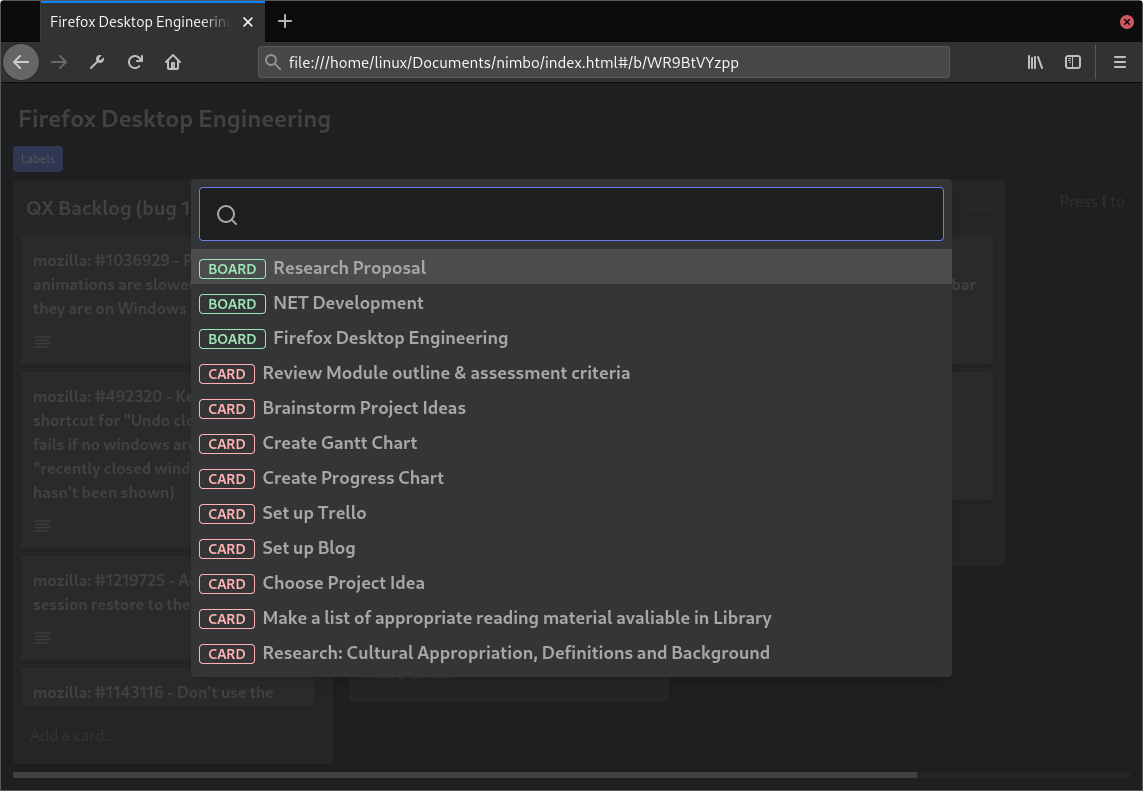 Firefox Desktop Engineerin
file:///home/linux/Documents/nimbo/index.html#/b/WR9BtVYzpp
Firefox Desktop Engineering
Labels
QX Backlog (bug 1
Press l to
mozilla: #1036929 - P
animations are slower
they are on Windows
bar
mozilla: #492320 - Ke
shortcut for "Undo clo
fails if no windows are
"recently closed wind
hasn't been shown)
mozilla: #1219725 - A
session restore to the
mozilla: #1143116 - Don't use the
Add a card...
BOARD Research Proposal
BOARD NET Development
BOARD Firefox Desktop Engineering
CARD Review Module outline & assessment criteria
CARD Brainstorm Project Ideas
CARD Create Gantt Chart
CARD Create Progress Chart
CARD Set up Trello
CARD Set up Blog
CARD Choose Project Idea
CARD Make a list of appropriate reading material avaliable in Library
CARD Research: Cultural Appropriation, Definitions and Background